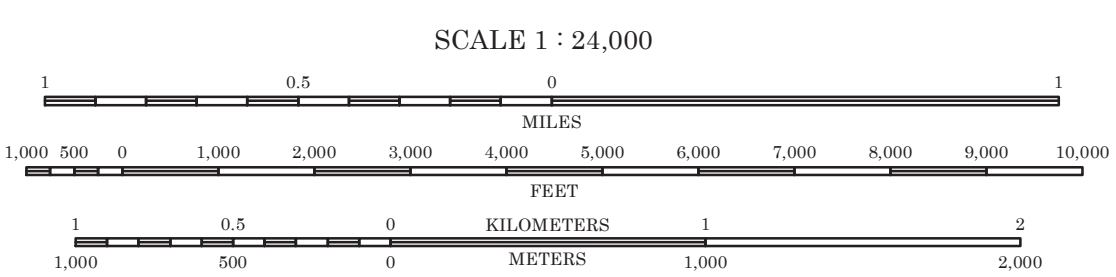 SCALE 1 : 24,000
1 0.5 0 1
MILES
1,000 500 0 1,000 2,000 3,000 4,000 5,000 6,000 7,000 8,000 9,000 10,000
FEET
1 0.5 0 KILOMETERS 1 2
1,000 500 0 METERS 1,000 2,000